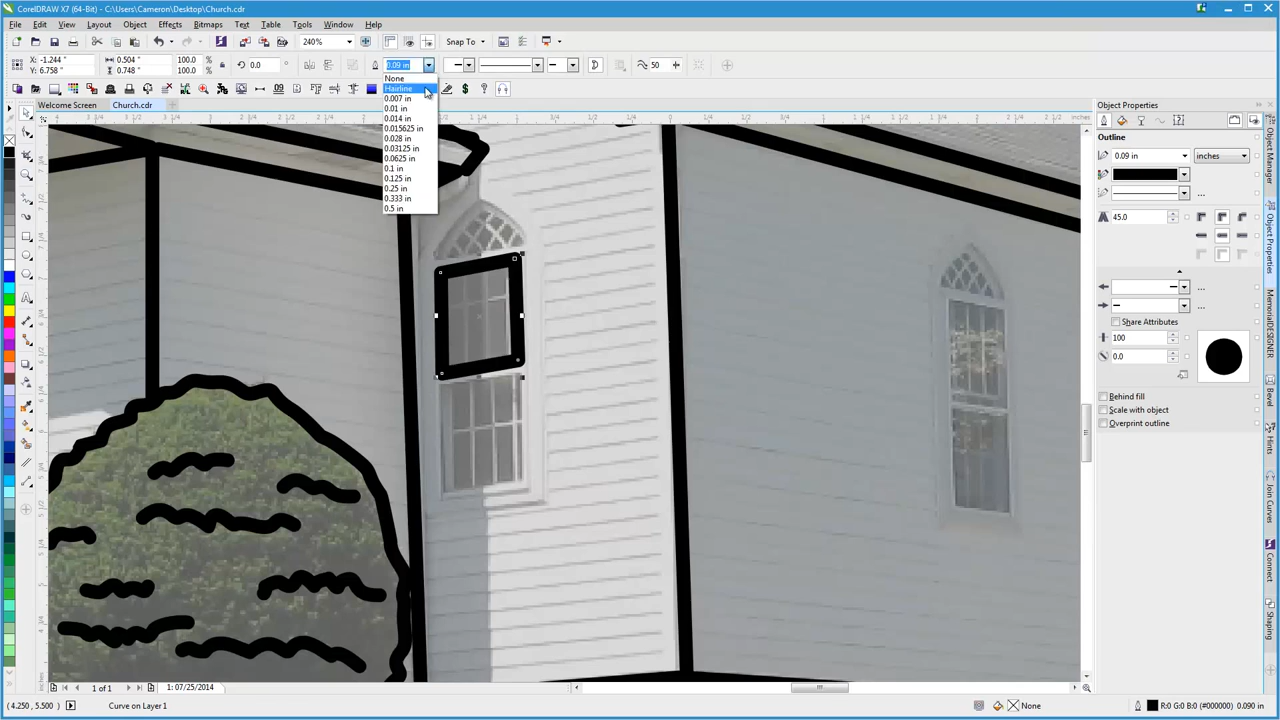 CorelDRAW X7 (64-Bit) - C:\Users\Cameron\Desktop\Church.cdr
File Edit View Layout Object Effects Bitmaps Text Table Tools Window Help
240% Snap To
X: -1.244 " 0.504 " 100.0 % 0.0 ° 0.09 in 50
Y: 6.758 " 0.748 " 100.0 %
None
Hairline
0.007 in
0.01 in
0.014 in
0.015625 in
0.028 in
0.03125 in
0.0625 in
0.1 in
0.125 in
0.25 in
0.333 in
0.5 in
Welcome Screen Church.cdr
inches
Object Properties
Outline
0.09 in inches
45.0
Share Attributes
100
0.0
Behind fill
Scale with object
Overprint outline
Object Manager
Object Properties
MemorialDESIGNER
Bevel
Hints
Join Curves
Connect
Shaping
1 of 1 1: 07/25/2014
(4.250 , 5.500 ) Curve on Layer 1 None R:0 G:0 B:0 (#000000) 0.090 in